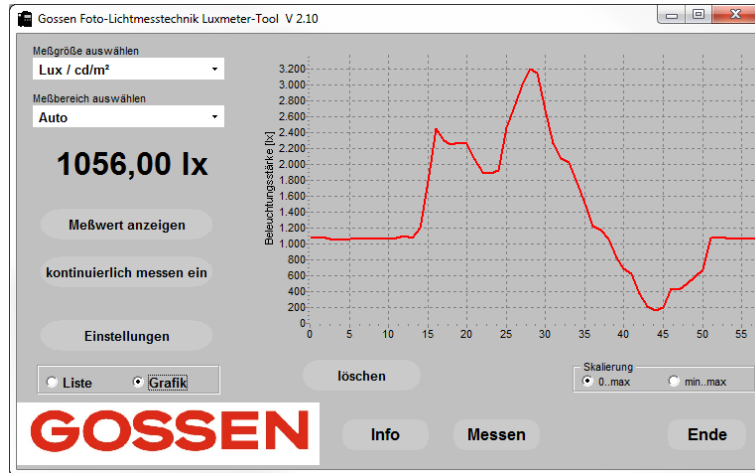 Gossen Foto-Lichtmesstechnik Luxmeter-Tool V 2.10
Meßgröße auswählen
Lux / cd/m²
Meßbereich auswählen
Auto
1056,00 lx
Meßwert anzeigen
kontinuierlich messen ein
Einstellungen
Liste
Grafik
GOSSEN
Beleuchtungsstärke [lx]
3.200
3.000
2.800
2.600
2.400
2.200
2.000
1.800
1.600
1.400
1.200
1.000
800
600
400
200
0
0 5 10 15 20 25 30 35 40 45 50 55
löschen
Skalierung
0..max
min..max
Info
Messen
Ende